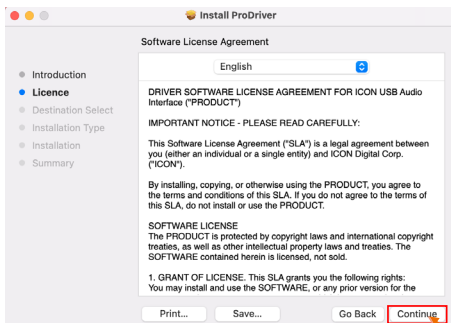 Install ProDriver
Software License Agreement
English
Introduction
Licence
Destination Select
Installation Type
Installation
Summary
DRIVER SOFTWARE LICENSE AGREEMENT FOR ICON USB Audio
Interface ("PRODUCT")
IMPORTANT NOTICE - PLEASE READ CAREFULLY:
This Software License Agreement ("SLA") is a legal agreement between
you (either an individual or a single entity) and ICON Digital Corp.
("ICON").
By installing, copying, or otherwise using the PRODUCT, you agree to
the terms and conditions of this SLA. If you do not agree to the terms of
this SLA, do not install or use the PRODUCT.
SOFTWARE LICENSE
The PRODUCT is protected by copyright laws and international copyright
treaties, as well as other intellectual property laws and treaties. The
SOFTWARE contained herein is licensed, not sold.
1. GRANT OF LICENSE. This SLA grants you the following rights:
You may install and use the SOFTWARE, or any prior version for the
Print... Save... Go Back Continue